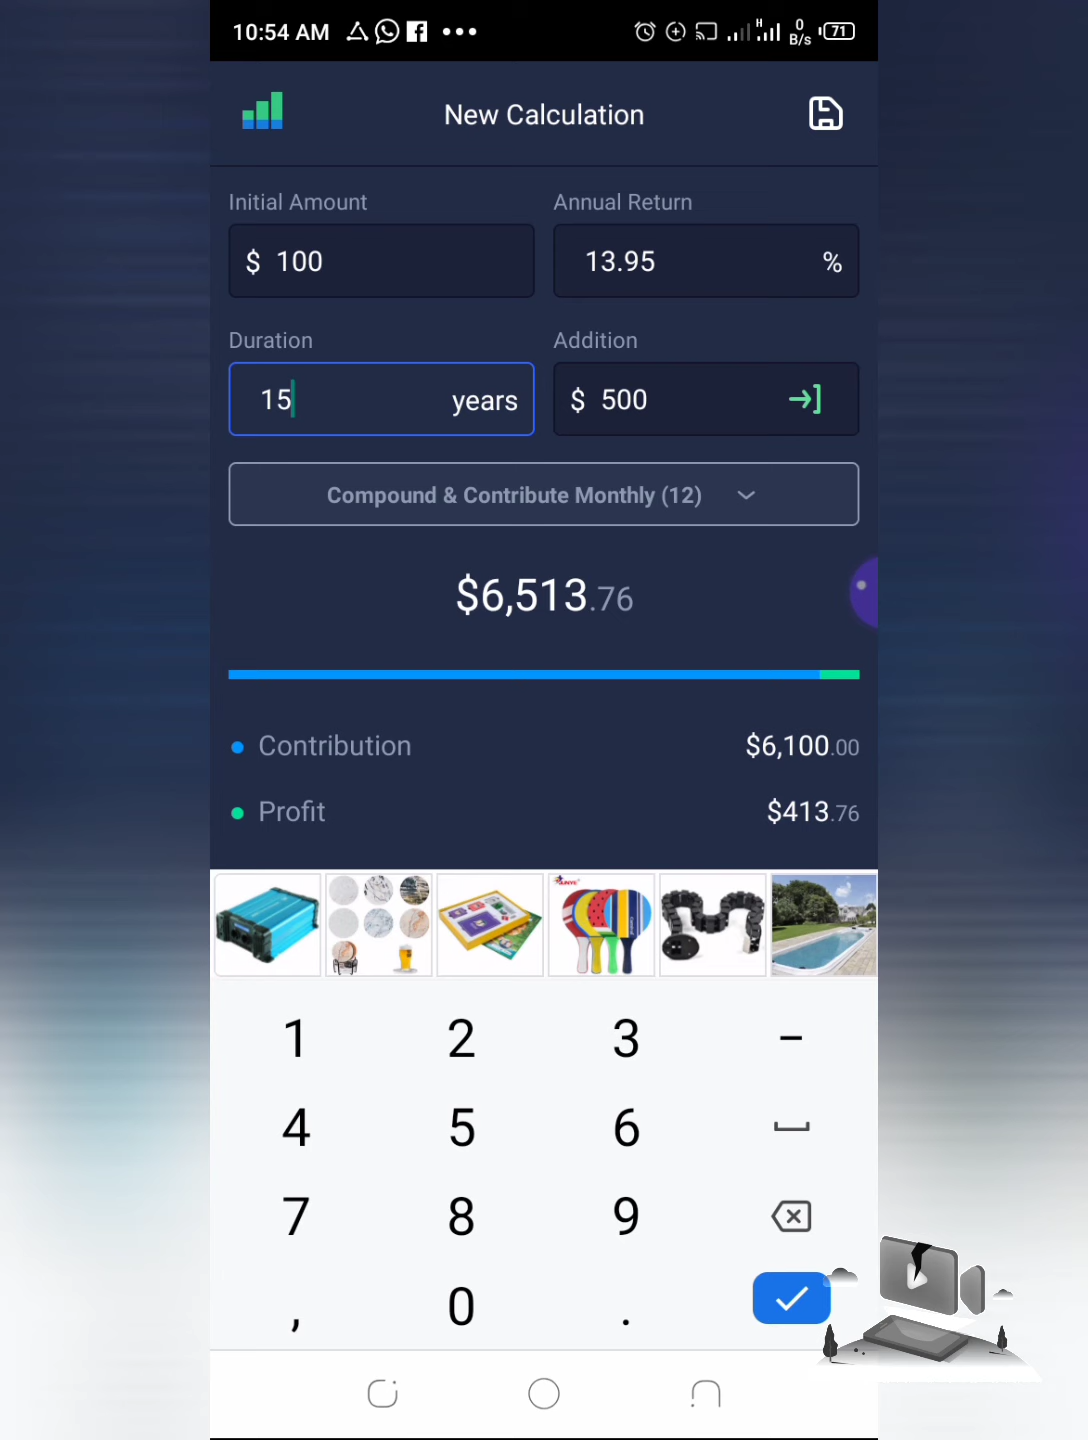 10:54 AM
H
0
B/s
71
New Calculation
Initial Amount
Annual Return
$ 100
13.95 %
Duration
Addition
15 years
$ 500
Compound & Contribute Monthly (12)
$6,513.76
Contribution
$6,100.00
Profit
$413.76
1 2 3 -
4 5 6
7 8 9
, 0 .